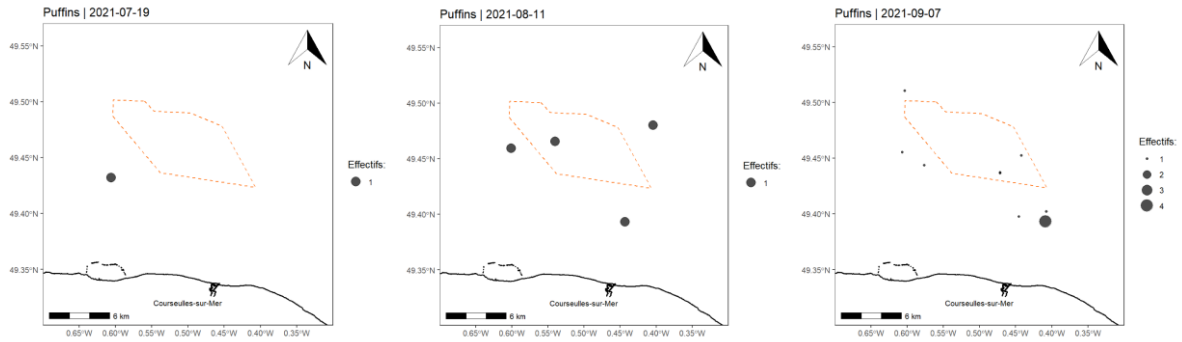 Puffins | 2021-07-19
49.55°N
49.50°N
49.45°N
49.40°N
49.35°N
N
Courseulles-sur-Mer
6 km
0.65°W 0.60°W 0.55°W 0.50°W 0.45°W 0.40°W 0.35°W
Effectifs:
1
Puffins | 2021-08-11
49.55°N
49.50°N
49.45°N
49.40°N
49.35°N
N
Courseulles-sur-Mer
6 km
0.65°W 0.60°W 0.55°W 0.50°W 0.45°W 0.40°W 0.35°W
Effectifs:
1
Puffins | 2021-09-07
49.55°N
49.50°N
49.45°N
49.40°N
49.35°N
N
Courseulles-sur-Mer
6 km
0.65°W 0.60°W 0.55°W 0.50°W 0.45°W 0.40°W 0.35°W
Effectifs:
1
2
3
4